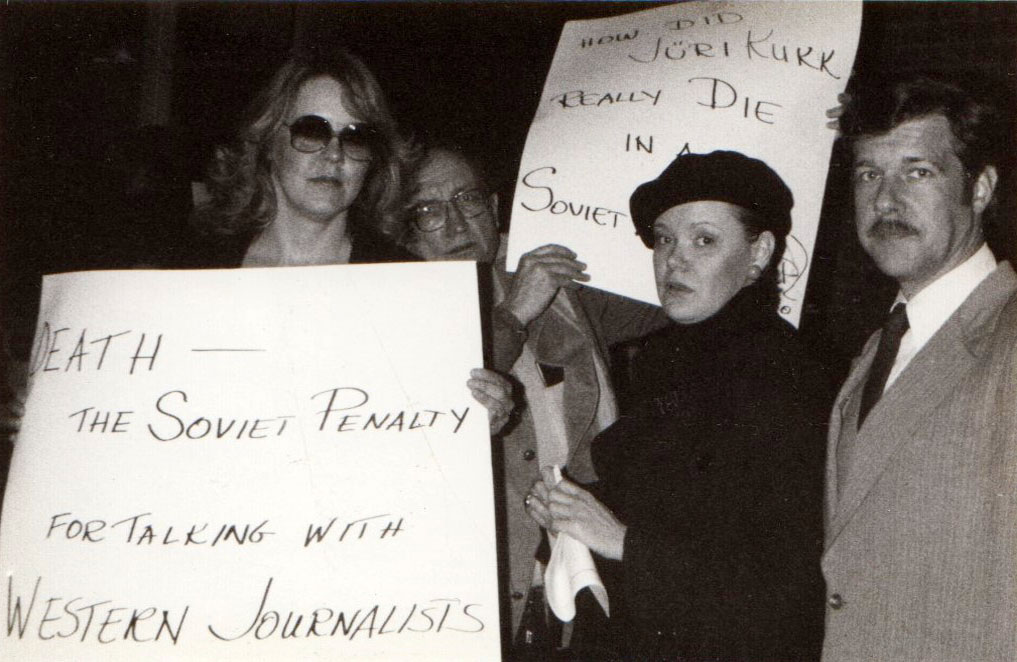 DEATH —
THE SOVIET PENALTY
FOR TALKING WITH
WESTERN JOURNALISTS
HOW DID
JÜRI KUKK
REALLY DIE
IN A
SOVIET